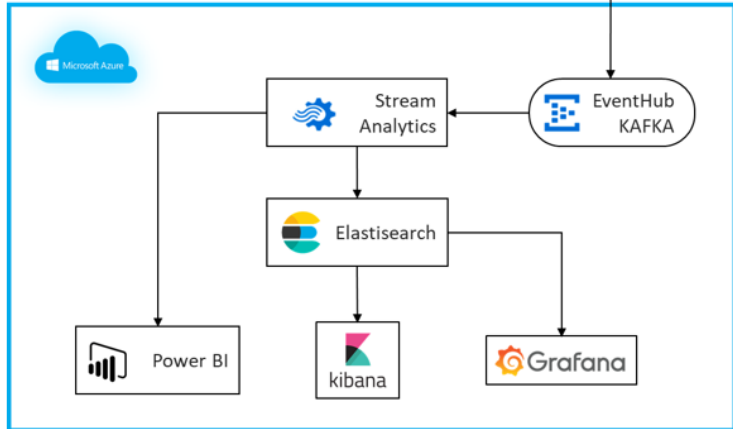 Microsoft Azure
Stream
Analytics
EventHub
KAFKA
Elastisearch
Power BI
kibana
Grafana